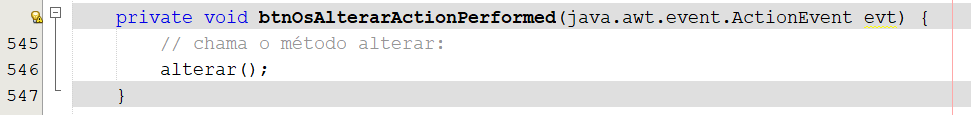 private void btnOsAlterarActionPerformed(java.awt.event.ActionEvent evt) {
545 // chama o método alterar:
546 alterar();
547 }